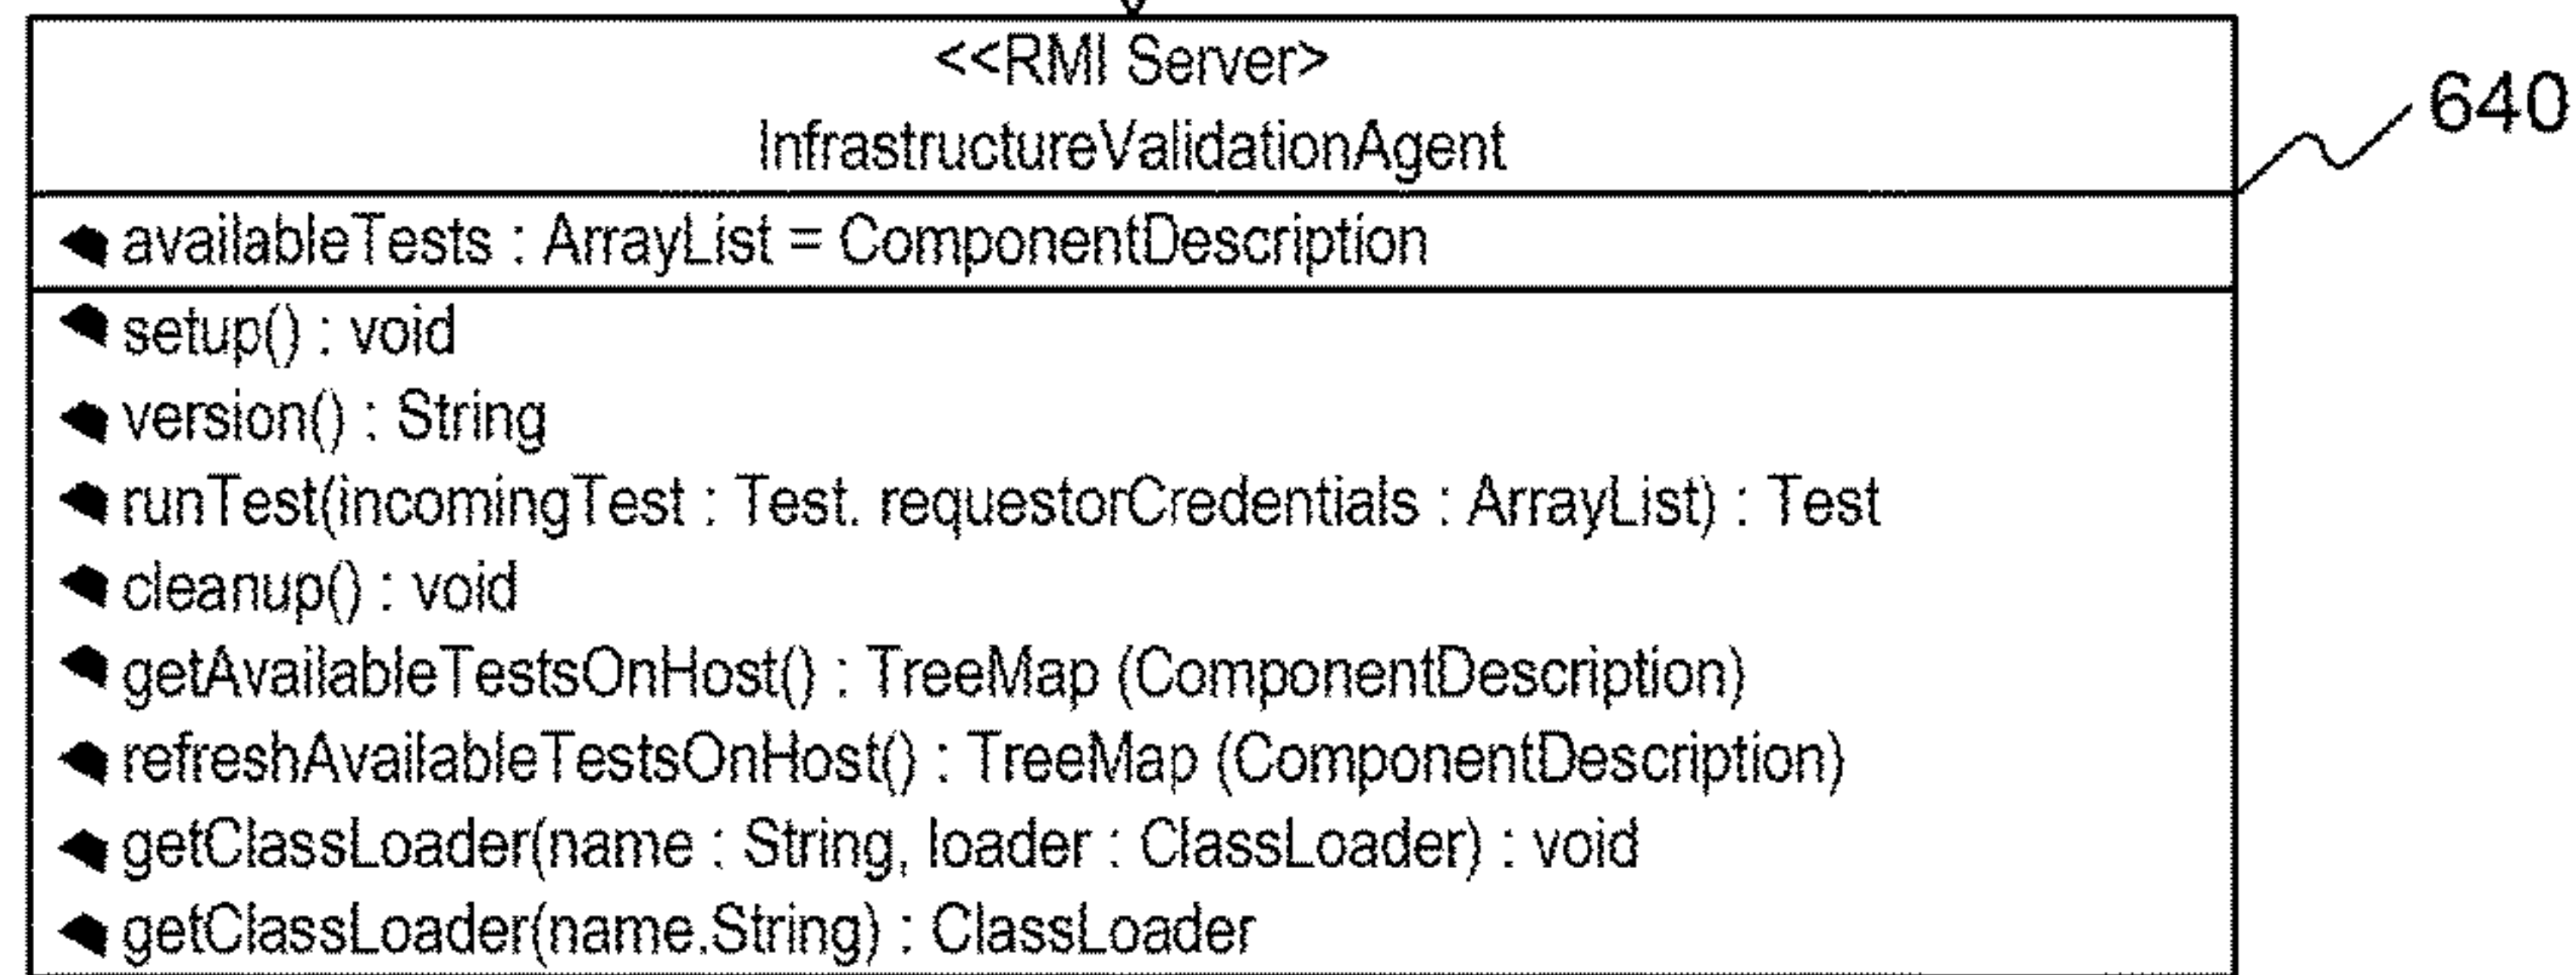 <<RMI Server>
InfrastructureValidationAgent
640
availableTests : ArrayList = ComponentDescription
setup() : void
version() : String
runTest(incomingTest : Test. requestorCredentials : ArrayList) : Test
cleanup() : void
getAvailableTestsOnHost() : TreeMap (ComponentDescription)
refreshAvailableTestsOnHost() : TreeMap (ComponentDescription)
getClassLoader(name : String, loader : ClassLoader) : void
getClassLoader(name.String) : ClassLoader